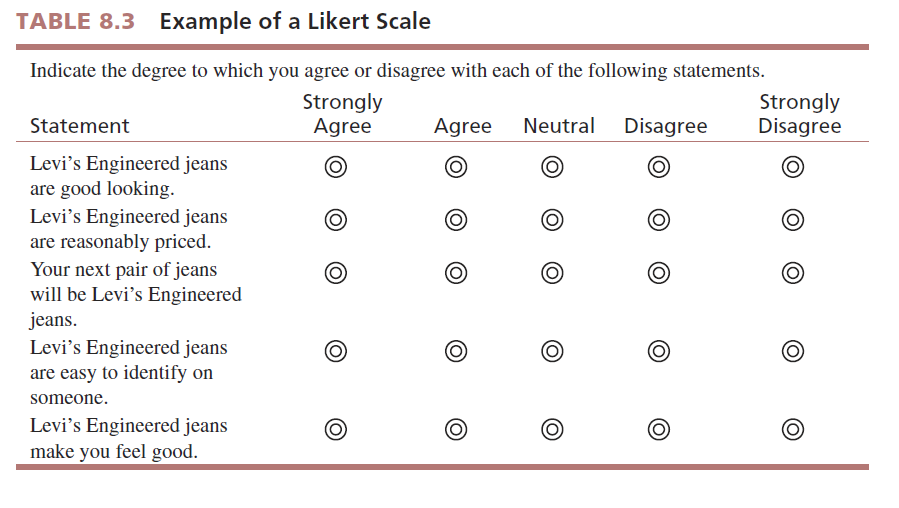 TABLE 8.3 Example of a Likert Scale
Indicate the degree to which you agree or disagree with each of the following statements.
Strongly Strongly
Statement Agree Agree Neutral Disagree Disagree
Levi’s Engineered jeans
are good looking.
Levi’s Engineered jeans
are reasonably priced.
Your next pair of jeans
will be Levi’s Engineered
jeans.
Levi’s Engineered jeans
are easy to identify on
someone.
Levi’s Engineered jeans
make you feel good.